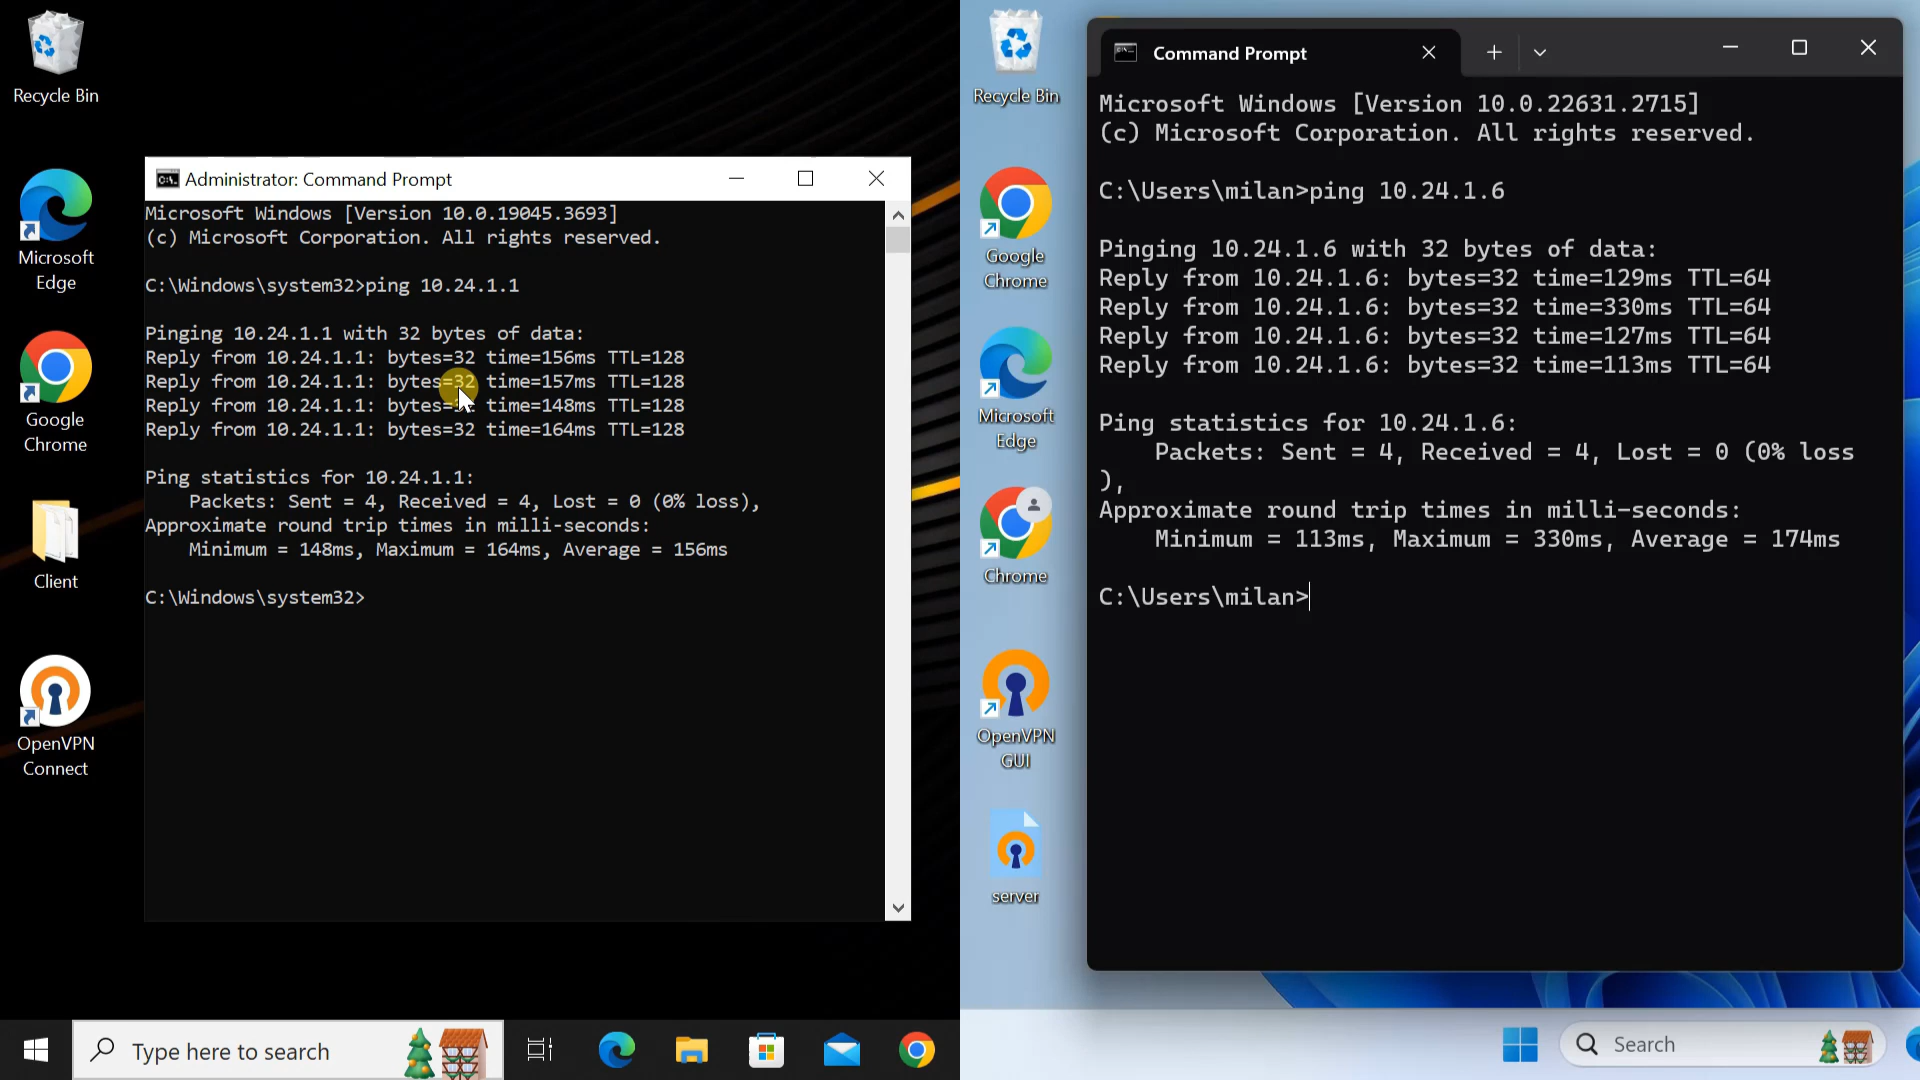 Recycle Bin
Microsoft
Edge
Google
Chrome
Client
OpenVPN
Connect
Administrator: Command Prompt
Microsoft Windows [Version 10.0.19045.3693]
(c) Microsoft Corporation. All rights reserved.
C:\Windows\system32>ping 10.24.1.1
Pinging 10.24.1.1 with 32 bytes of data:
Reply from 10.24.1.1: bytes=32 time=156ms TTL=128
Reply from 10.24.1.1: bytes=32 time=157ms TTL=128
Reply from 10.24.1.1: bytes=32 time=148ms TTL=128
Reply from 10.24.1.1: bytes=32 time=164ms TTL=128
Ping statistics for 10.24.1.1:
    Packets: Sent = 4, Received = 4, Lost = 0 (0% loss),
Approximate round trip times in milli-seconds:
    Minimum = 148ms, Maximum = 164ms, Average = 156ms
C:\Windows\system32>
Type here to search
Recycle Bin
Google
Chrome
Microsoft
Edge
Chrome
OpenVPN
GUI
server
Command Prompt
Microsoft Windows [Version 10.0.22631.2715]
(c) Microsoft Corporation. All rights reserved.
C:\Users\milan>ping 10.24.1.6
Pinging 10.24.1.6 with 32 bytes of data:
Reply from 10.24.1.6: bytes=32 time=129ms TTL=64
Reply from 10.24.1.6: bytes=32 time=330ms TTL=64
Reply from 10.24.1.6: bytes=32 time=127ms TTL=64
Reply from 10.24.1.6: bytes=32 time=113ms TTL=64
Ping statistics for 10.24.1.6:
    Packets: Sent = 4, Received = 4, Lost = 0 (0% loss
),
Approximate round trip times in milli-seconds:
    Minimum = 113ms, Maximum = 330ms, Average = 174ms
C:\Users\milan>
Search